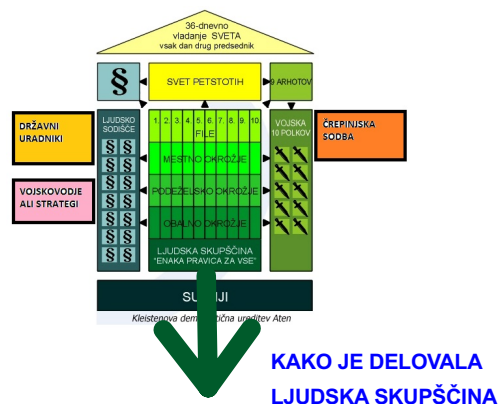 36-dnevno
vladanje SVETA
vsak dan drug predsednik
§
SVET PETSTOTIH
9 ARHOTOV
DRŽAVNI
URADNIKI
LJUDSKO
SODIŠČE
1. 2. 3. 4. 5. 6. 7. 8. 9. 10.
FILE
VOJSKA
10 POLKOV
ČREPINJSKA
SODBA
§ §
§ §
§ §
§ §
§ §
§ §
§ §
§ §
MESTNO OKROŽJE
VOJSKOVODJE
ALI STRATEGI
PODEŽELSKO OKROŽJE
OBALNO OKROŽJE
LJUDSKA SKUPŠČINA
"ENAKA PRAVICA ZA VSE"
Kleistenova ureditev Aten
KAKO JE DELOVALA
LJUDSKA SKUPŠČINA